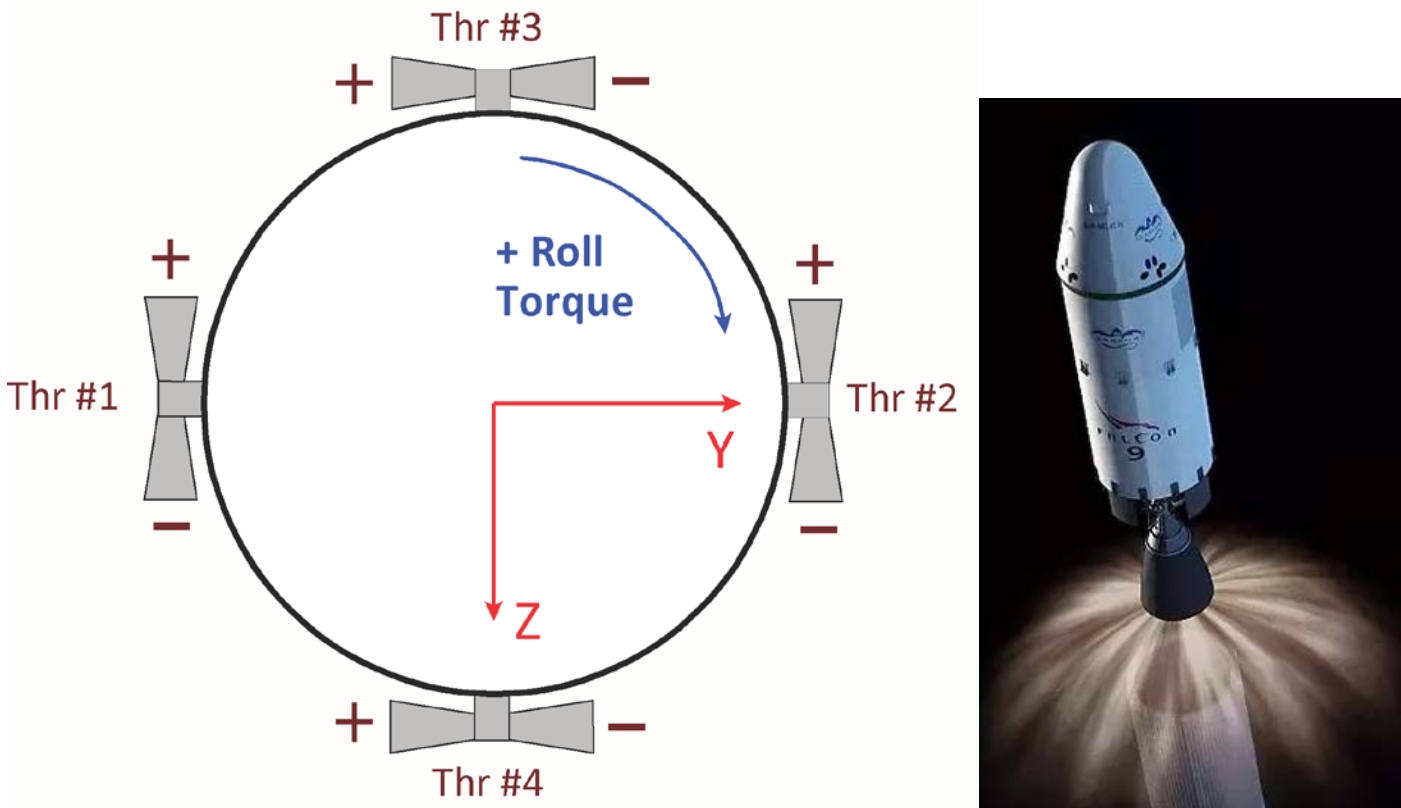 Thr #3
+ −
+ Roll
Torque
+ +
Thr #1
Thr #2
Y
− −
Z
+ −
Thr #4
FALCON
9